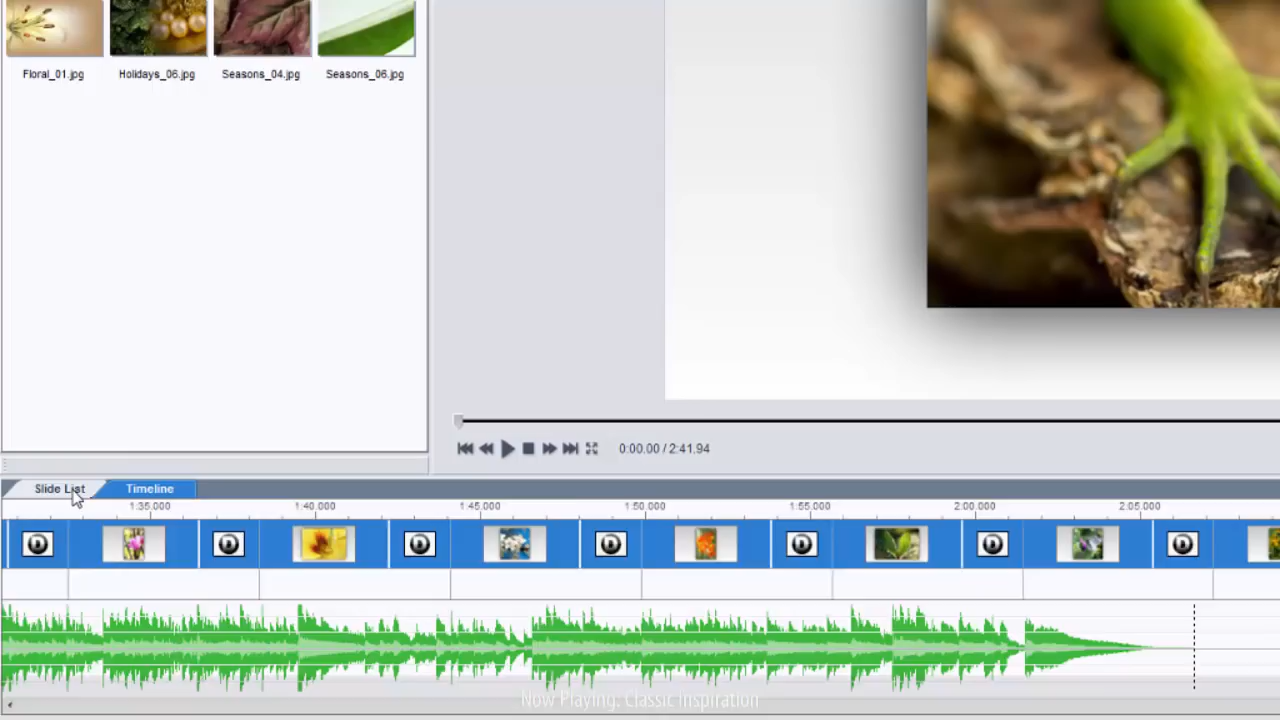 Floral_01.jpg Holidays_06.jpg Seasons_04.jpg Seasons_06.jpg
0:00.00 / 2:41.94
Slide List Timeline
1:35.000 1:40.000 1:45.000 1:50.000 1:55.000 2:00.000 2:05.000
D D D D D D D
Now Playing: Classic Inspiration